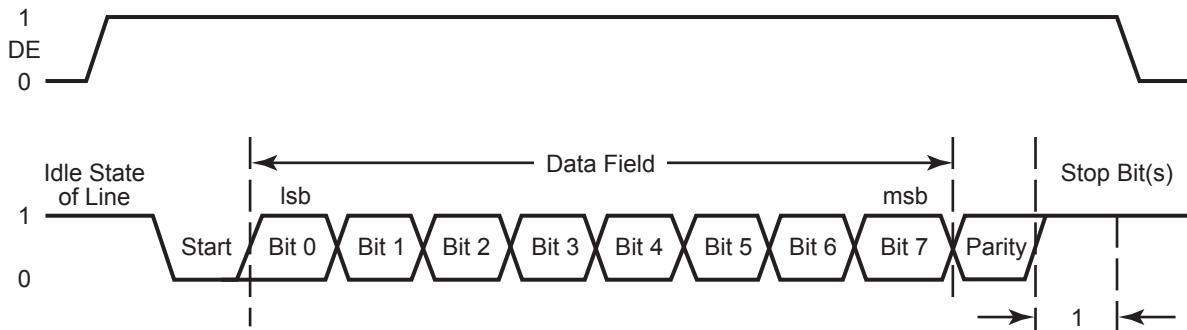 1
DE
0
Data Field
Idle State
of Line
lsb
msb
Stop Bit(s)
1
Start
Bit 0
Bit 1
Bit 2
Bit 3
Bit 4
Bit 5
Bit 6
Bit 7
Parity
0
1